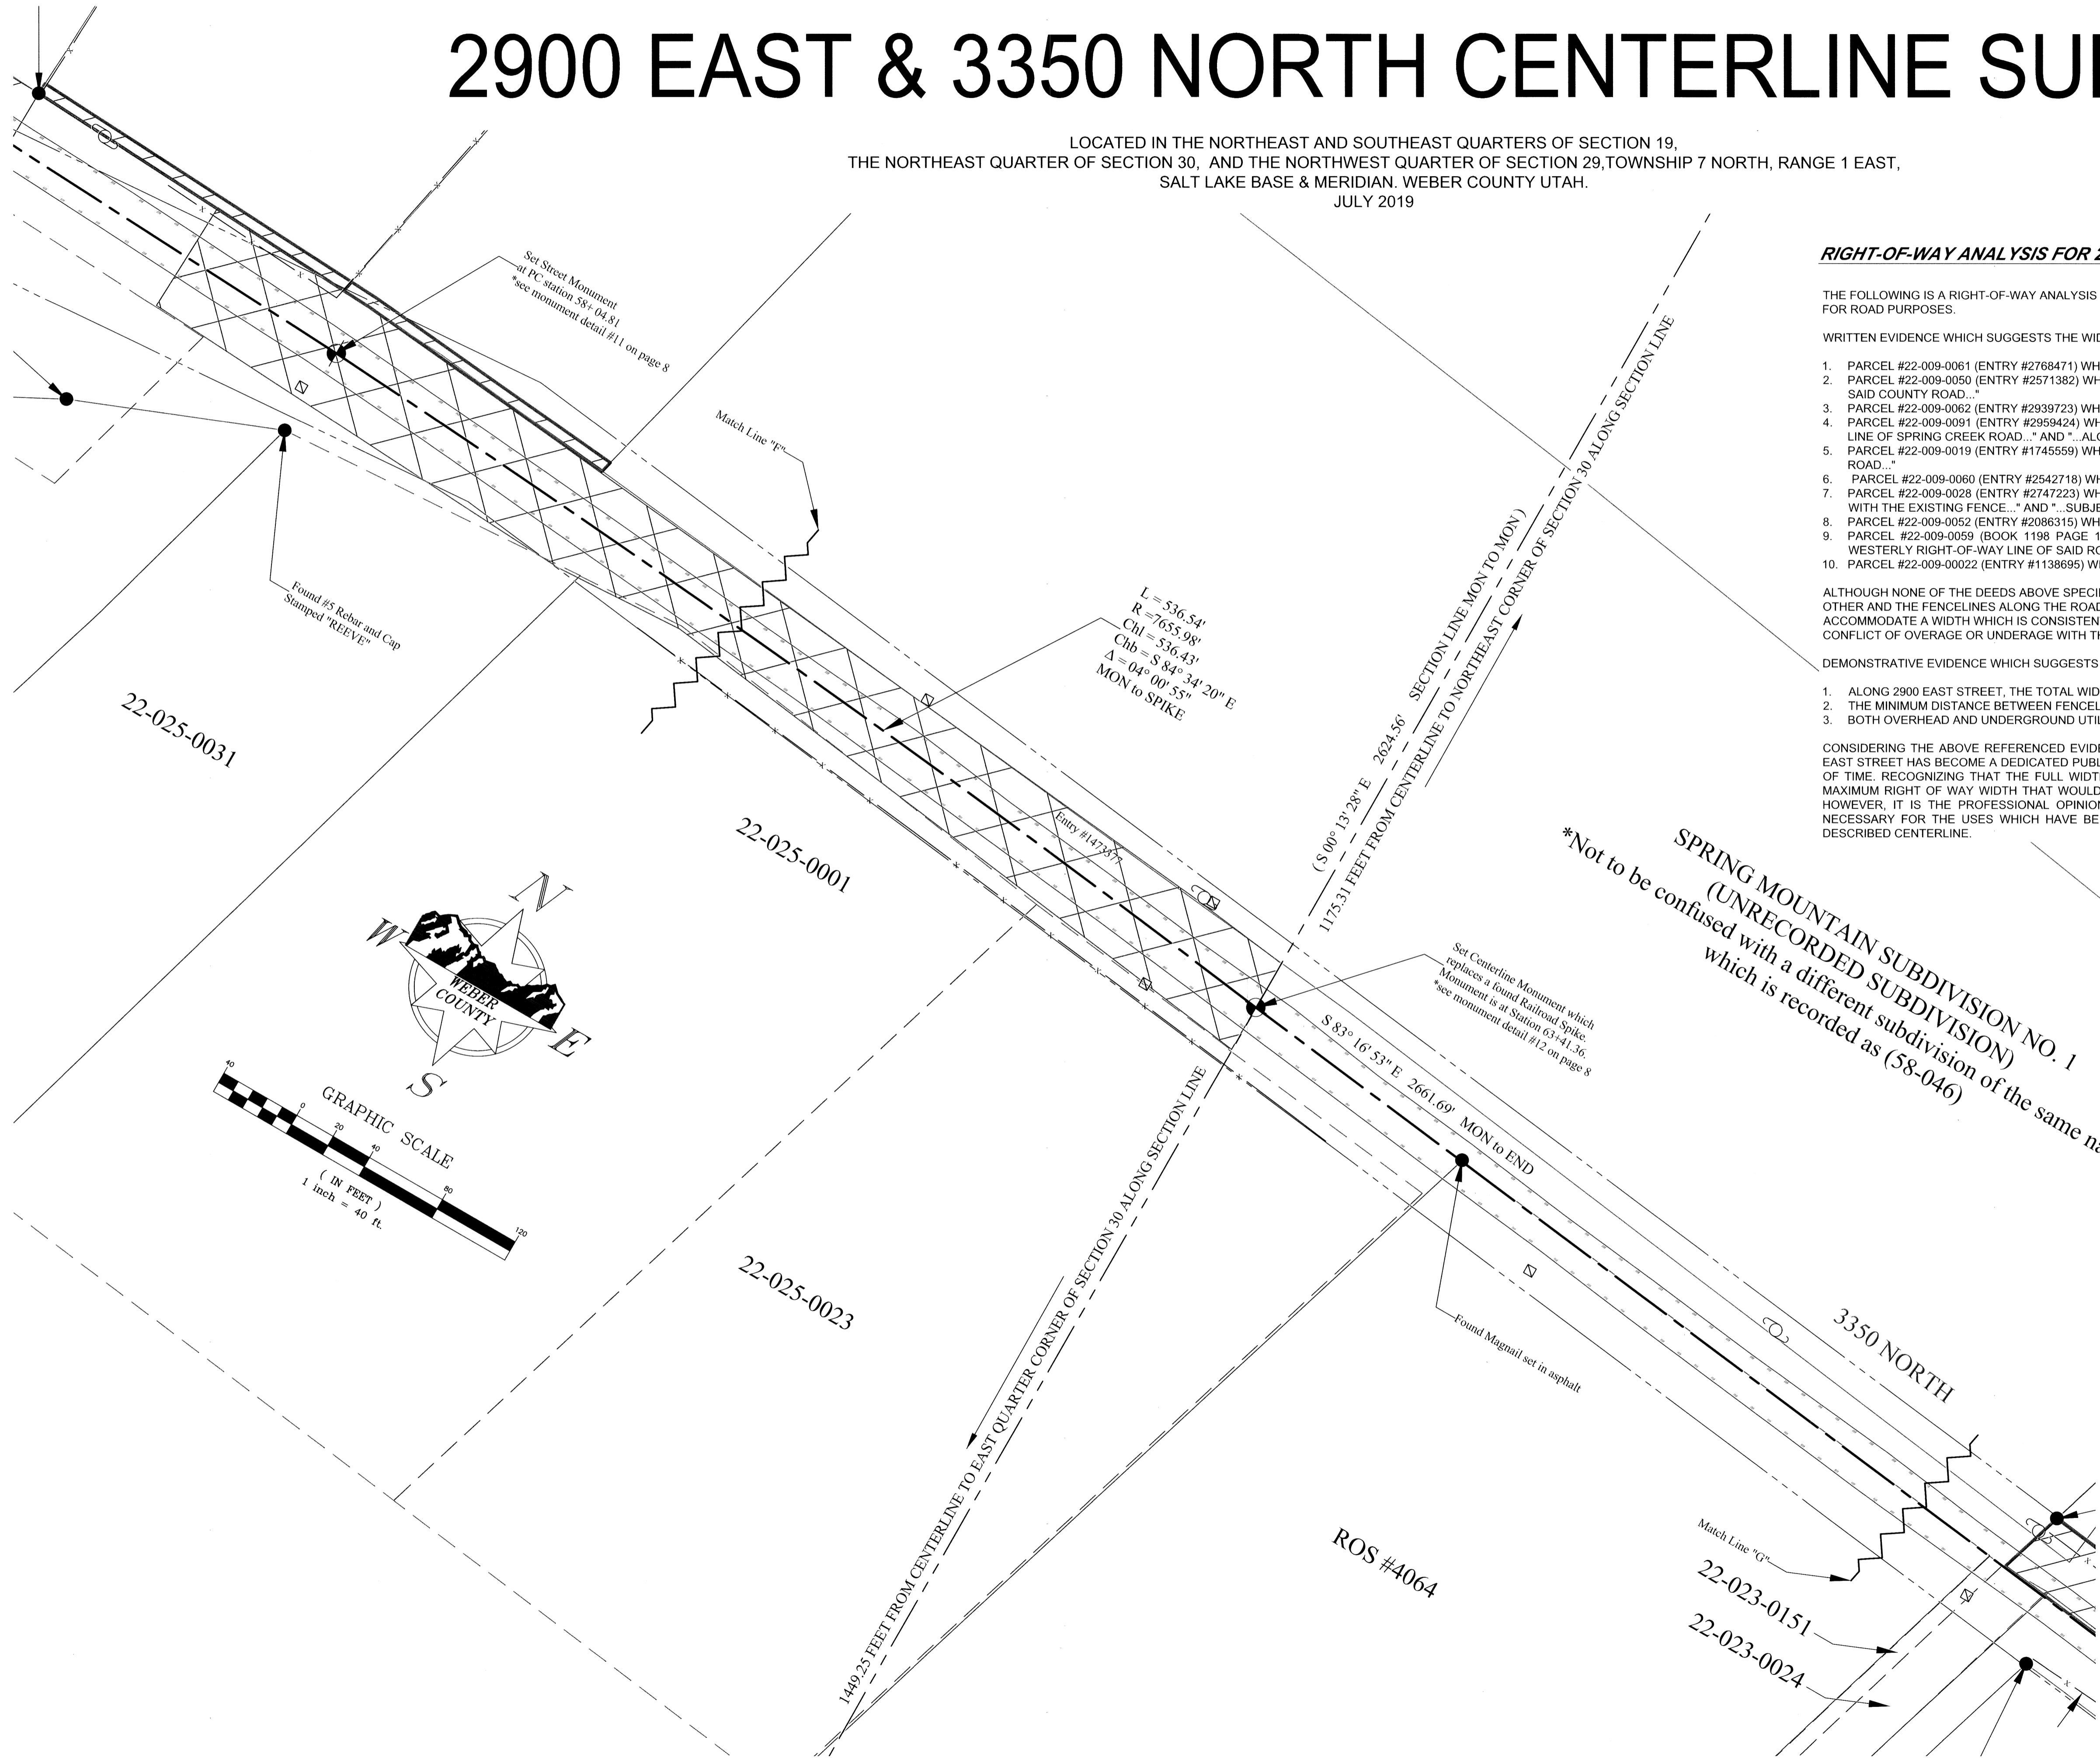 2900 EAST & 3350 NORTH CENTERLINE
LOCATED IN THE NORTHEAST AND SOUTHEAST QUARTERS OF SECTION 19,
THE NORTHEAST QUARTER OF SECTION 30, AND THE NORTHWEST QUARTER OF SECTION 29,TOWNSHIP 7 NORTH, RANGE 1 EAST,
SALT LAKE BASE & MERIDIAN. WEBER COUNTY UTAH.
JULY 2019
RIGHT-OF-WAY ANALYSIS FOR
THE FOLLOWING IS A RIGHT-OF-WAY ANALYSIS
FOR ROAD PURPOSES.
WRITTEN EVIDENCE WHICH SUGGESTS THE
1. PARCEL #22-009-0061 (ENTRY #2768471)
2. PARCEL #22-009-0050 (ENTRY #2571382)
SAID COUNTY ROAD..."
3. PARCEL #22-009-0062 (ENTRY #2939723)
4. PARCEL #22-009-0091 (ENTRY #2959424)
LINE OF SPRING CREEK ROAD..." AND
5. PARCEL #22-009-0019 (ENTRY #1745559)
ROAD..."
6. PARCEL #22-009-0060 (ENTRY #2542718)
7. PARCEL #22-009-0028 (ENTRY #2747223)
WITH THE EXISTING FENCE..." AND
8. PARCEL #22-009-0052 (ENTRY #2086315)
9. PARCEL #22-009-0059 (BOOK 1198 PAGE
WESTERLY RIGHT-OF-WAY LINE OF SAID
10. PARCEL #22-009-00022 (ENTRY #1138695)
ALTHOUGH NONE OF THE DEEDS ABOVE
OTHER AND THE FENCELINES ALONG THE ROAD
ACCOMMODATE A WIDTH WHICH IS
CONFLICT OF OVERAGE OR UNDERAGE WITH
DEMONSTRATIVE EVIDENCE WHICH SUGGESTS
1. ALONG 2900 EAST STREET, THE TOTAL
2. THE MINIMUM DISTANCE BETWEEN
3. BOTH OVERHEAD AND UNDERGROUND
CONSIDERING THE ABOVE REFERENCED
EAST STREET HAS BECOME A DEDICATED
OF TIME. RECOGNIZING THAT THE FULL
MAXIMUM RIGHT OF WAY WIDTH THAT WOULD
HOWEVER, IT IS THE PROFESSIONAL
NECESSARY FOR THE USES WHICH HAVE
DESCRIBED CENTERLINE.
Set Street Monument
at PC station 58+ 04.81
*see monument detail #11 on page 8
Match Line "F"
Found #5 Rebar and Cap
Stamped "REEVE"
22-025-0031
L = 536.54'
R =7655.98'
Chl = 536.43'
Chb = S 84° 34' 20" E
Δ = 04° 00' 55"
MON to SPIKE
( S 00° 13' 28" E 2624.56' SECTION LINE MON TO MON )
1175.31 FEET FROM CENTERLINE TO NORTHEAST CORNER OF SECTION 30 ALONG SECTION LINE
Entry #1473377
22-025-0001
SPRING MOUNTAIN SUBDIVISION NO. 1
(UNRECORDED SUBDIVISION)
*Not to be confused with a different subdivision of the same
which is recorded as (58-046)
N
W
E
S
WEBER
COUNTY
Set Centerline Monument which
replaces a found Railroad Spike.
Monument is at Station 63+41.36.
*see monument detail #12 on page 8
S 83° 16' 53" E 2661.69' MON to END
GRAPHIC SCALE
40 0 20 40 80 120
( IN FEET )
1 inch = 40 ft.
22-025-0023
1449.25 FEET FROM CENTERLINE TO EAST QUARTER CORNER OF SECTION 30 ALONG SECTION LINE
Found Magnail set in asphalt
3350 NORTH
ROS #4064
Match Line "G"
22-023-0151
22-023-0024